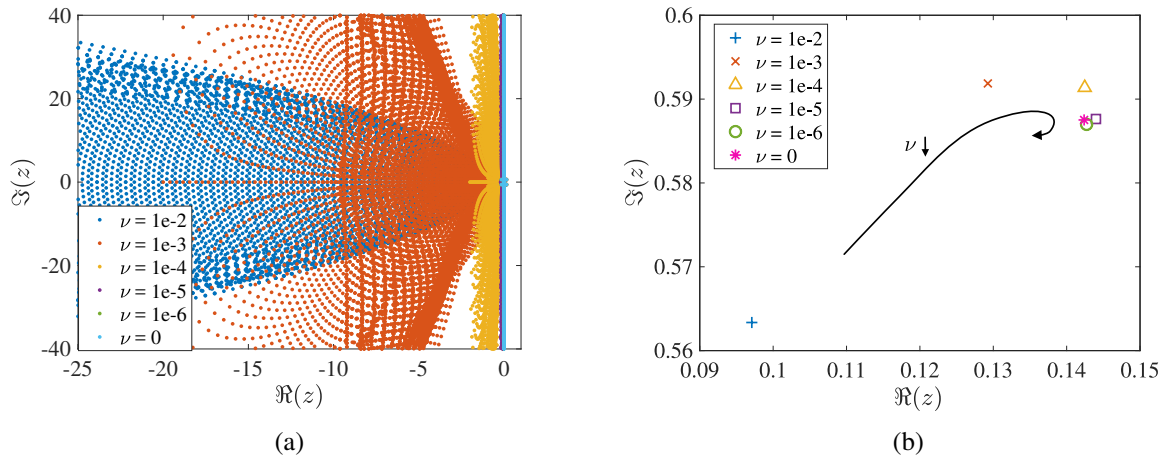 40
20
0
-20
-40
ℑ(z)
ν = 1e-2
ν = 1e-3
ν = 1e-4
ν = 1e-5
ν = 1e-6
ν = 0
-25 -20 -15 -10 -5 0
ℜ(z)
(a)
0.6
0.59
0.58
0.57
0.56
ℑ(z)
ν = 1e-2
ν = 1e-3
ν = 1e-4
ν = 1e-5
ν = 1e-6
ν = 0
ν
0.09 0.1 0.11 0.12 0.13 0.14 0.15
ℜ(z)
(b)